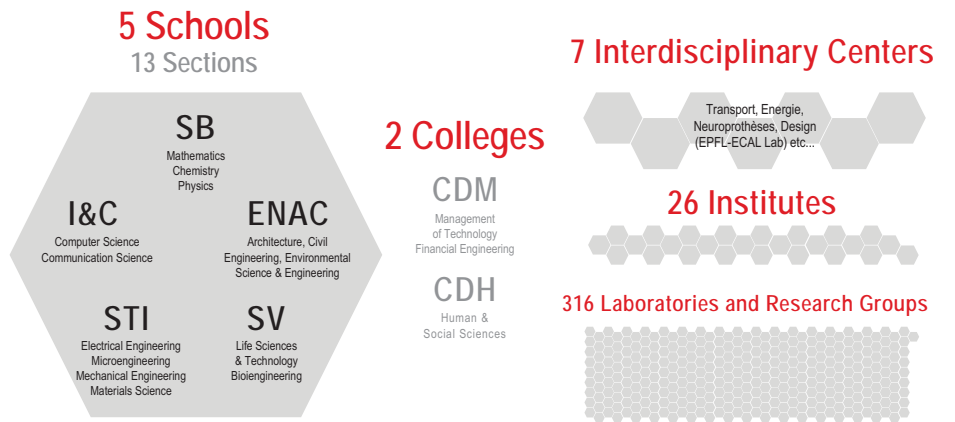 5 Schools
13 Sections
SB
Mathematics
Chemistry
Physics
I&C
Computer Science
Communication Science
ENAC
Architecture, Civil
Engineering, Environmental
Science & Engineering
STI
Electrical Engineering
Microengineering
Mechanical Engineering
Materials Science
SV
Life Sciences
& Technology
Bioengineering
2 Colleges
CDM
Management
of Technology
Financial Engineering
CDH
Human &
Social Sciences
7 Interdisciplinary Centers
Transport, Energie,
Neuroprothèses, Design
(EPFL-ECAL Lab) etc...
26 Institutes
316 Laboratories and Research Groups